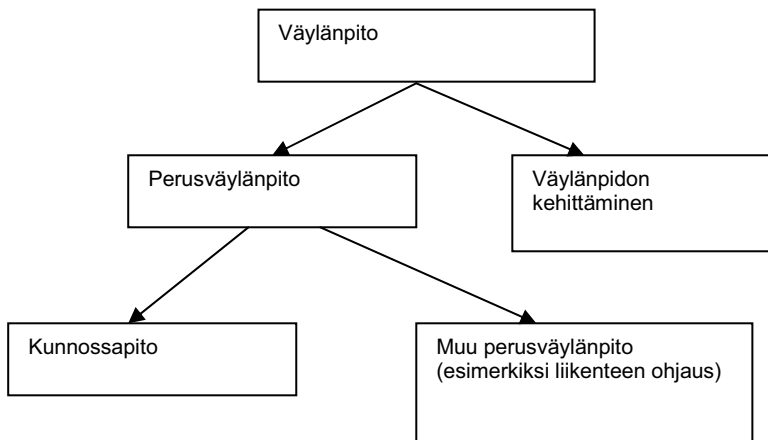 Väylänpito
Perusväylänpito
Väylänpidon
kehittäminen
Kunnossapito
Muu perusväylänpito
(esimerkiksi liikenteen ohjaus)